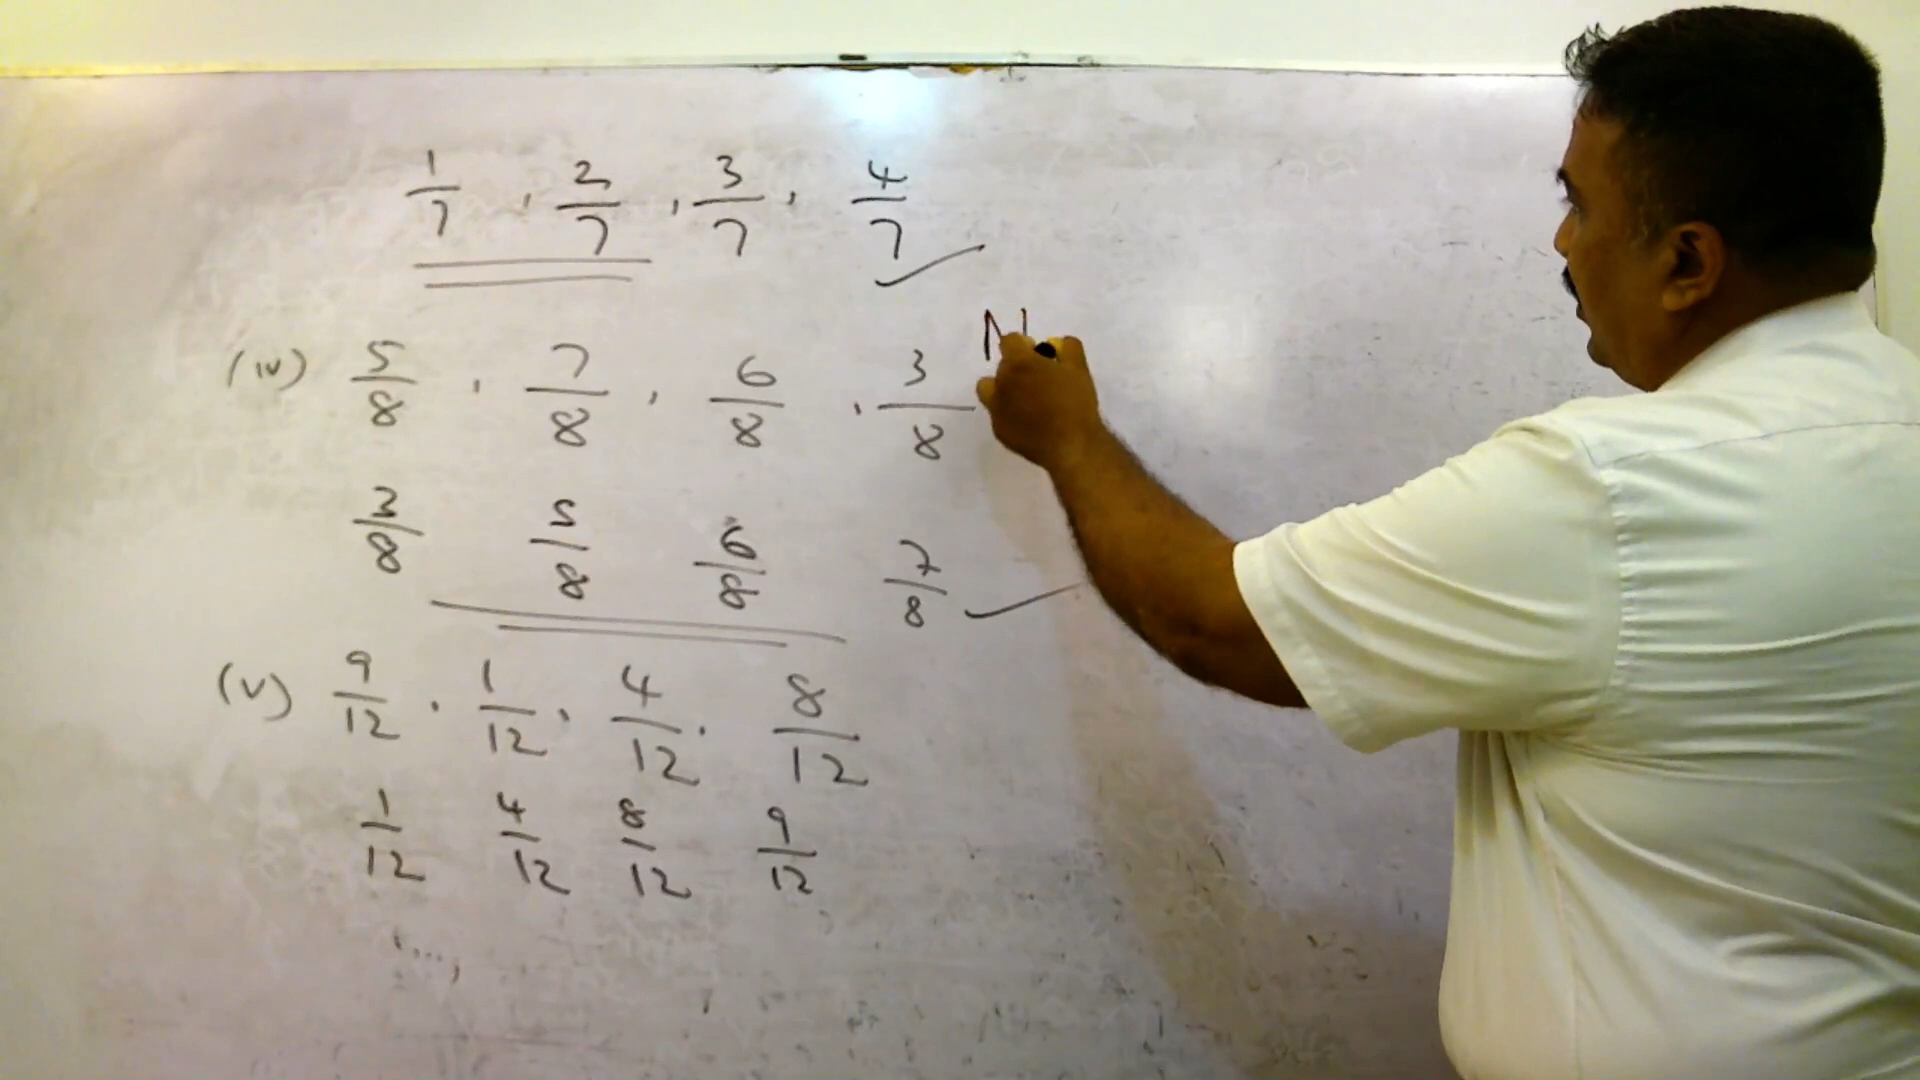 1/7 , 2/7 , 3/7 , 4/7
N
(iv) 5/8 , 7/8 , 6/8 , 3/8
3/8 5/8 6/8 7/8
(v) 9/12 , 1/12 , 4/12 , 8/12
1/12 4/12 8/12 9/12